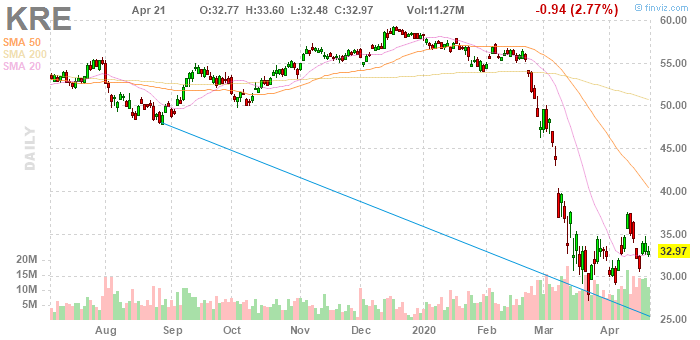 KRE
Apr 21 O:32.77 H:33.60 L:32.48 C:32.97 Vol:11.27M -0.94 (2.77%)
© finviz.com
SMA 50
SMA 200
SMA 20
DAILY
60.00
55.00
50.00
45.00
40.00
35.00
32.97
30.00
25.00
20M
15M
10M
5M
Aug Sep Oct Nov Dec 2020 Feb Mar Apr